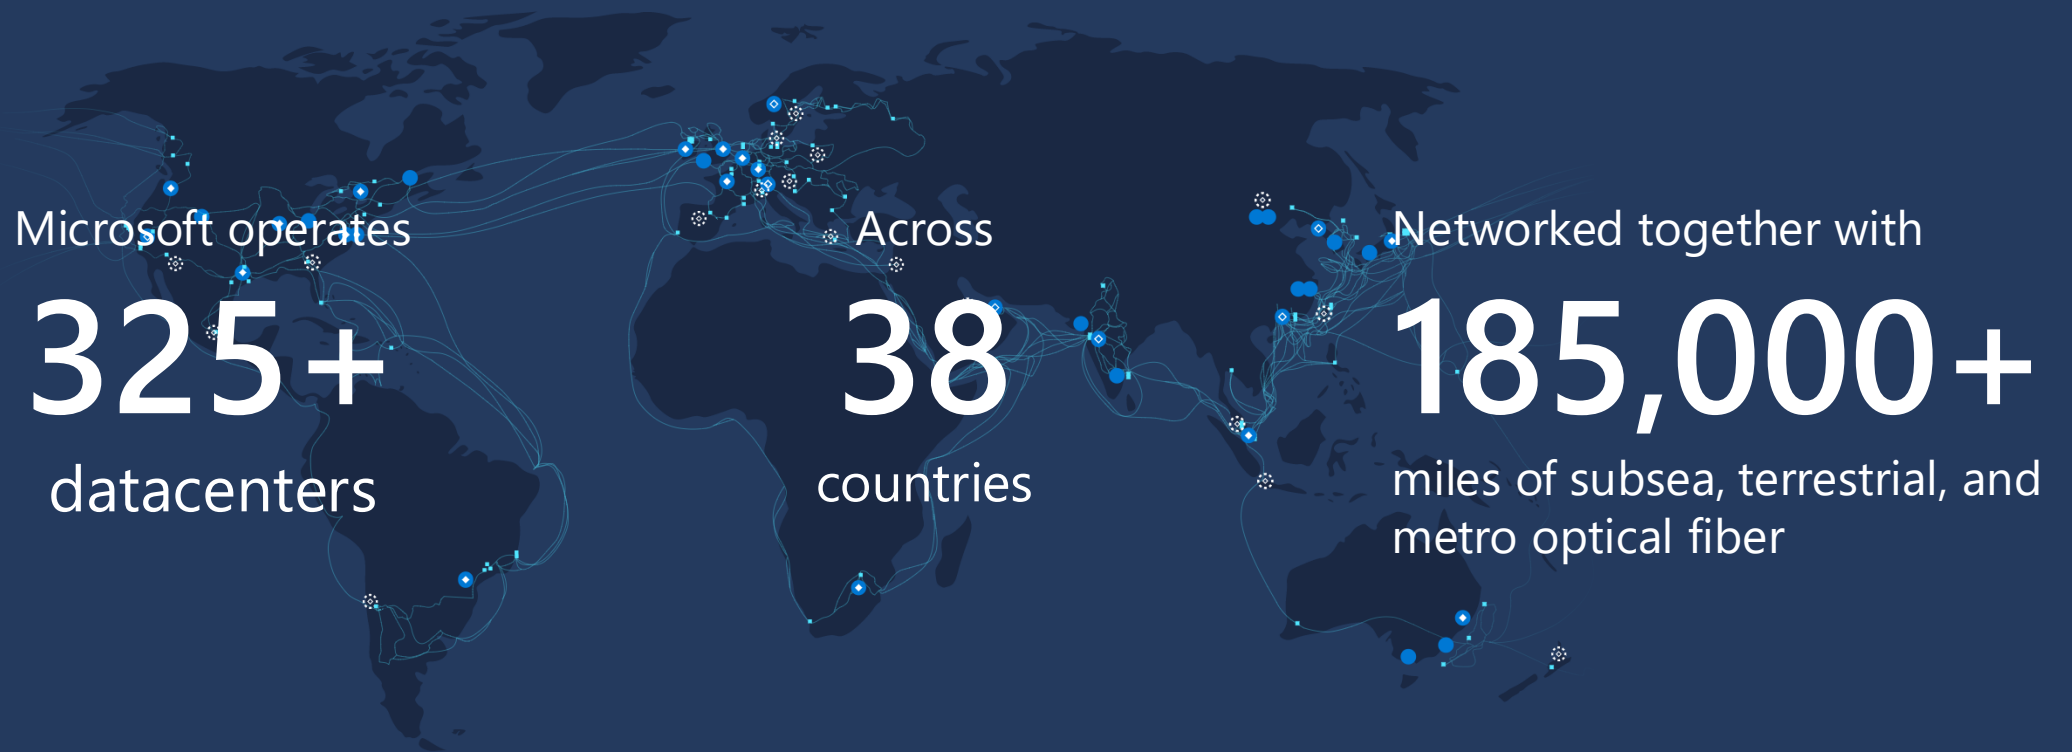 Microsoft operates
325+
datacenters
Across
38
countries
Networked together with
185,000+
miles of subsea, terrestrial, and
metro optical fiber